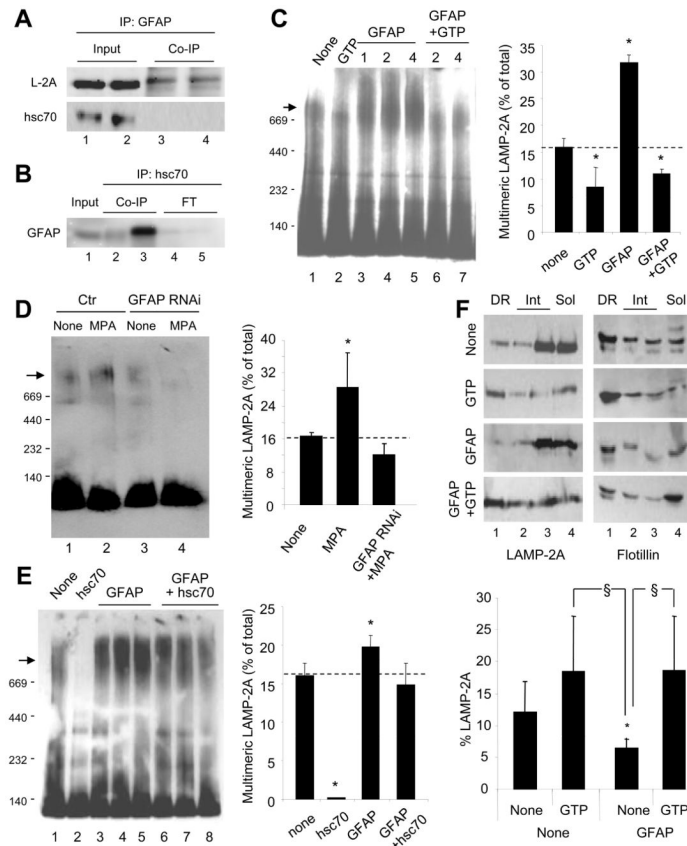 A
IP: GFAP
Input Co-IP
L-2A
hsc70
1 2 3 4
B
IP: hsc70
Input Co-IP FT
GFAP
1 2 3 4 5
C
None GTP GFAP GFAP +GTP
1 2 4 2 4
669
440
232
140
1 2 3 4 5 6 7
Multimeric LAMP-2A (% of total)
35
30
25
20
15
10
5
0
none GTP GFAP GFAP +GTP
* * * *
D
Ctr GFAP RNAi
None MPA None MPA
669
440
232
140
1 2 3 4
Multimeric LAMP-2A (% of total)
40
32
24
16
8
0
*
None MPA GFAP RNAi +MPA
E
None hsc70 GFAP GFAP + hsc70
669
440
232
140
1 2 3 4 5 6 7 8
Multimeric LAMP-2A (% of total)
25
20
15
10
5
0
* *
none hsc70 GFAP GFAP +hsc70
F
DR Int Sol DR Int Sol
None
GTP
GFAP
GFAP +GTP
1 2 3 4 1 2 3 4
LAMP-2A Flotillin
% LAMP-2A
30
25
20
15
10
5
0
§ §
*
None GTP None GTP
None GFAP